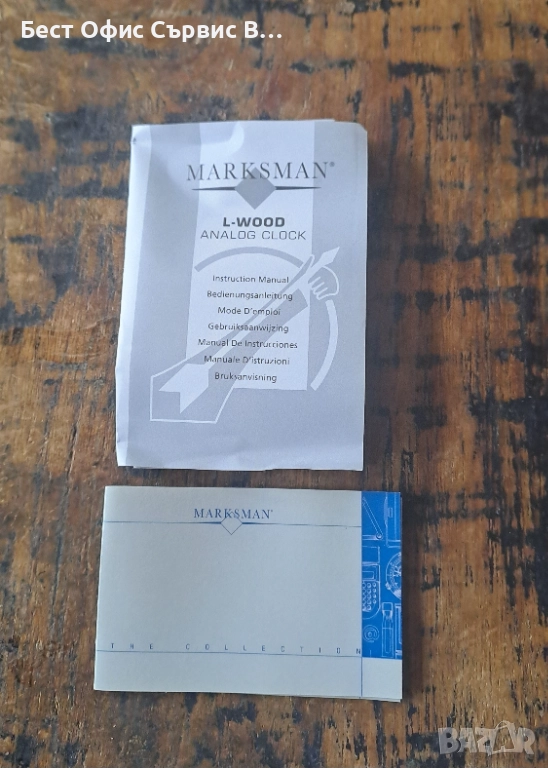 Бест Офис Сървис В...
MARKSMAN®
L-WOOD
ANALOG CLOCK
Instruction Manual
Bedienungsanleitung
Mode D'emploi
Gebruiksaanwijzing
Manual De Instrucciones
Manuale D'istruzioni
Bruksanvisning
MARKSMAN®
THE COLLECTION
BAZAR